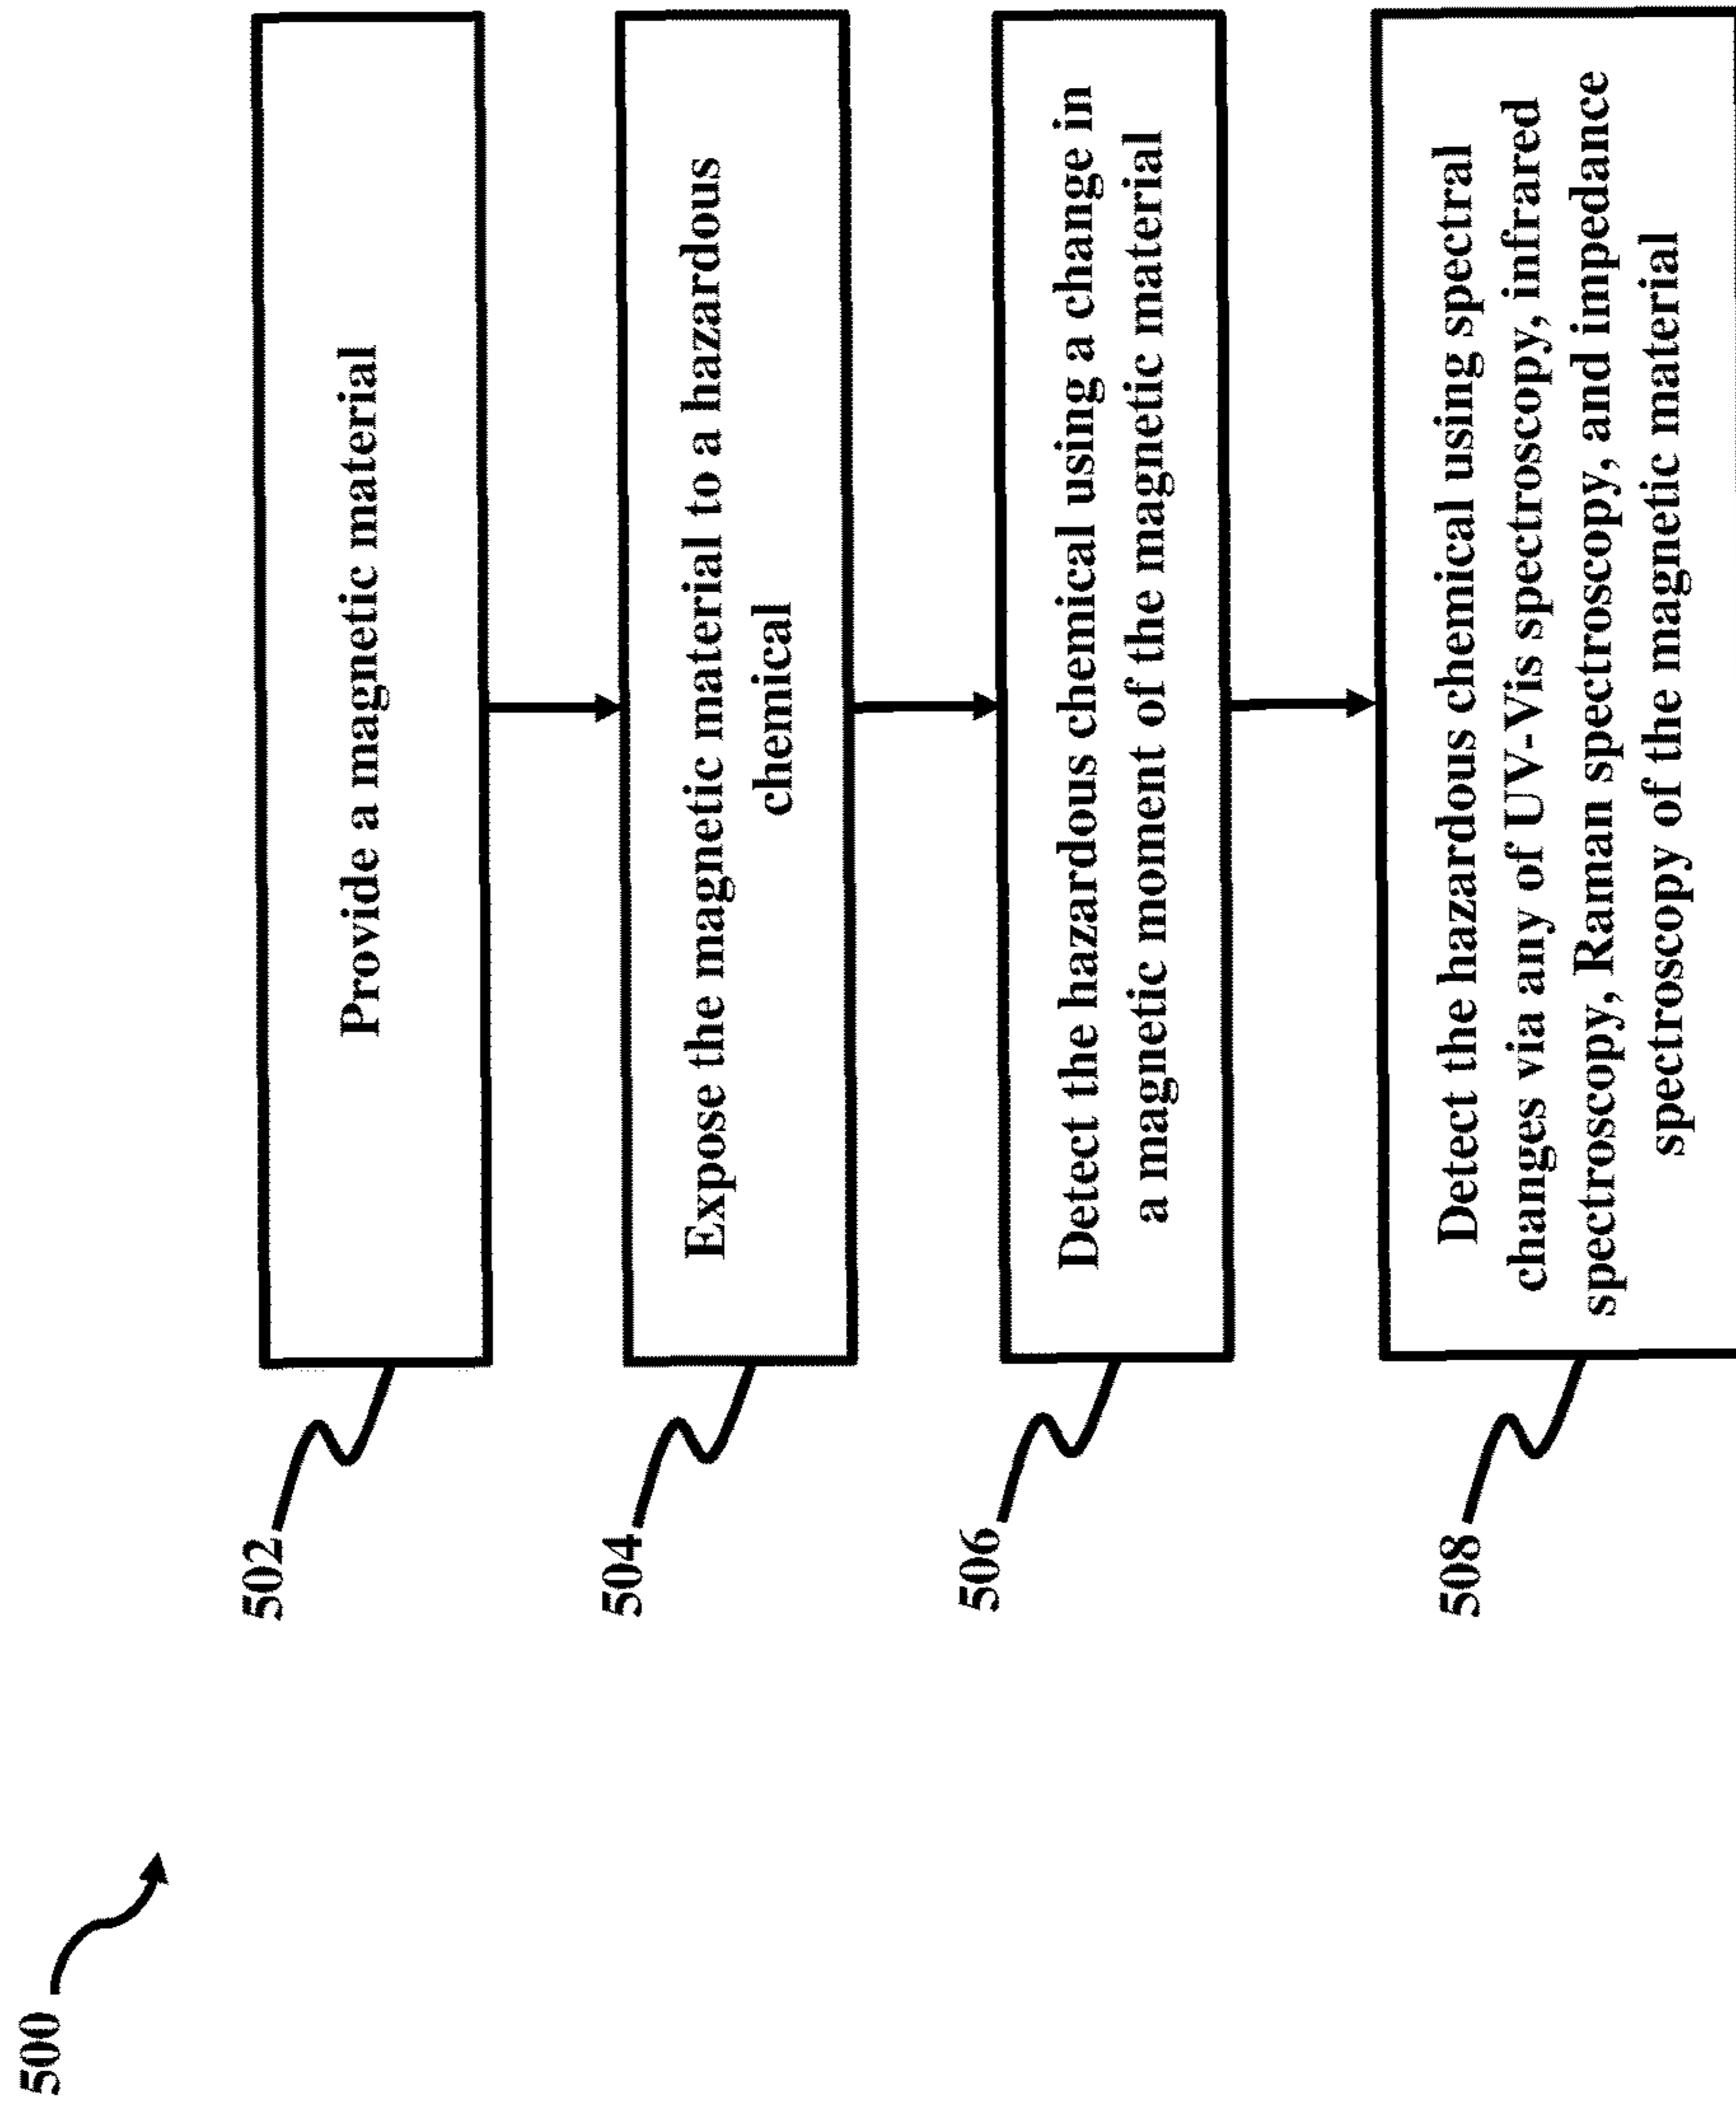 500
502
Provide a magnetic material
504
Expose the magnetic material to a hazardous
chemical
506
Detect the hazardous chemical using a change in
a magnetic moment of the magnetic material
508
Detect the hazardous chemical using spectral
changes via any of UV-Vis spectroscopy, infrared
spectroscopy, Raman spectroscopy, and impedance
spectroscopy of the magnetic material